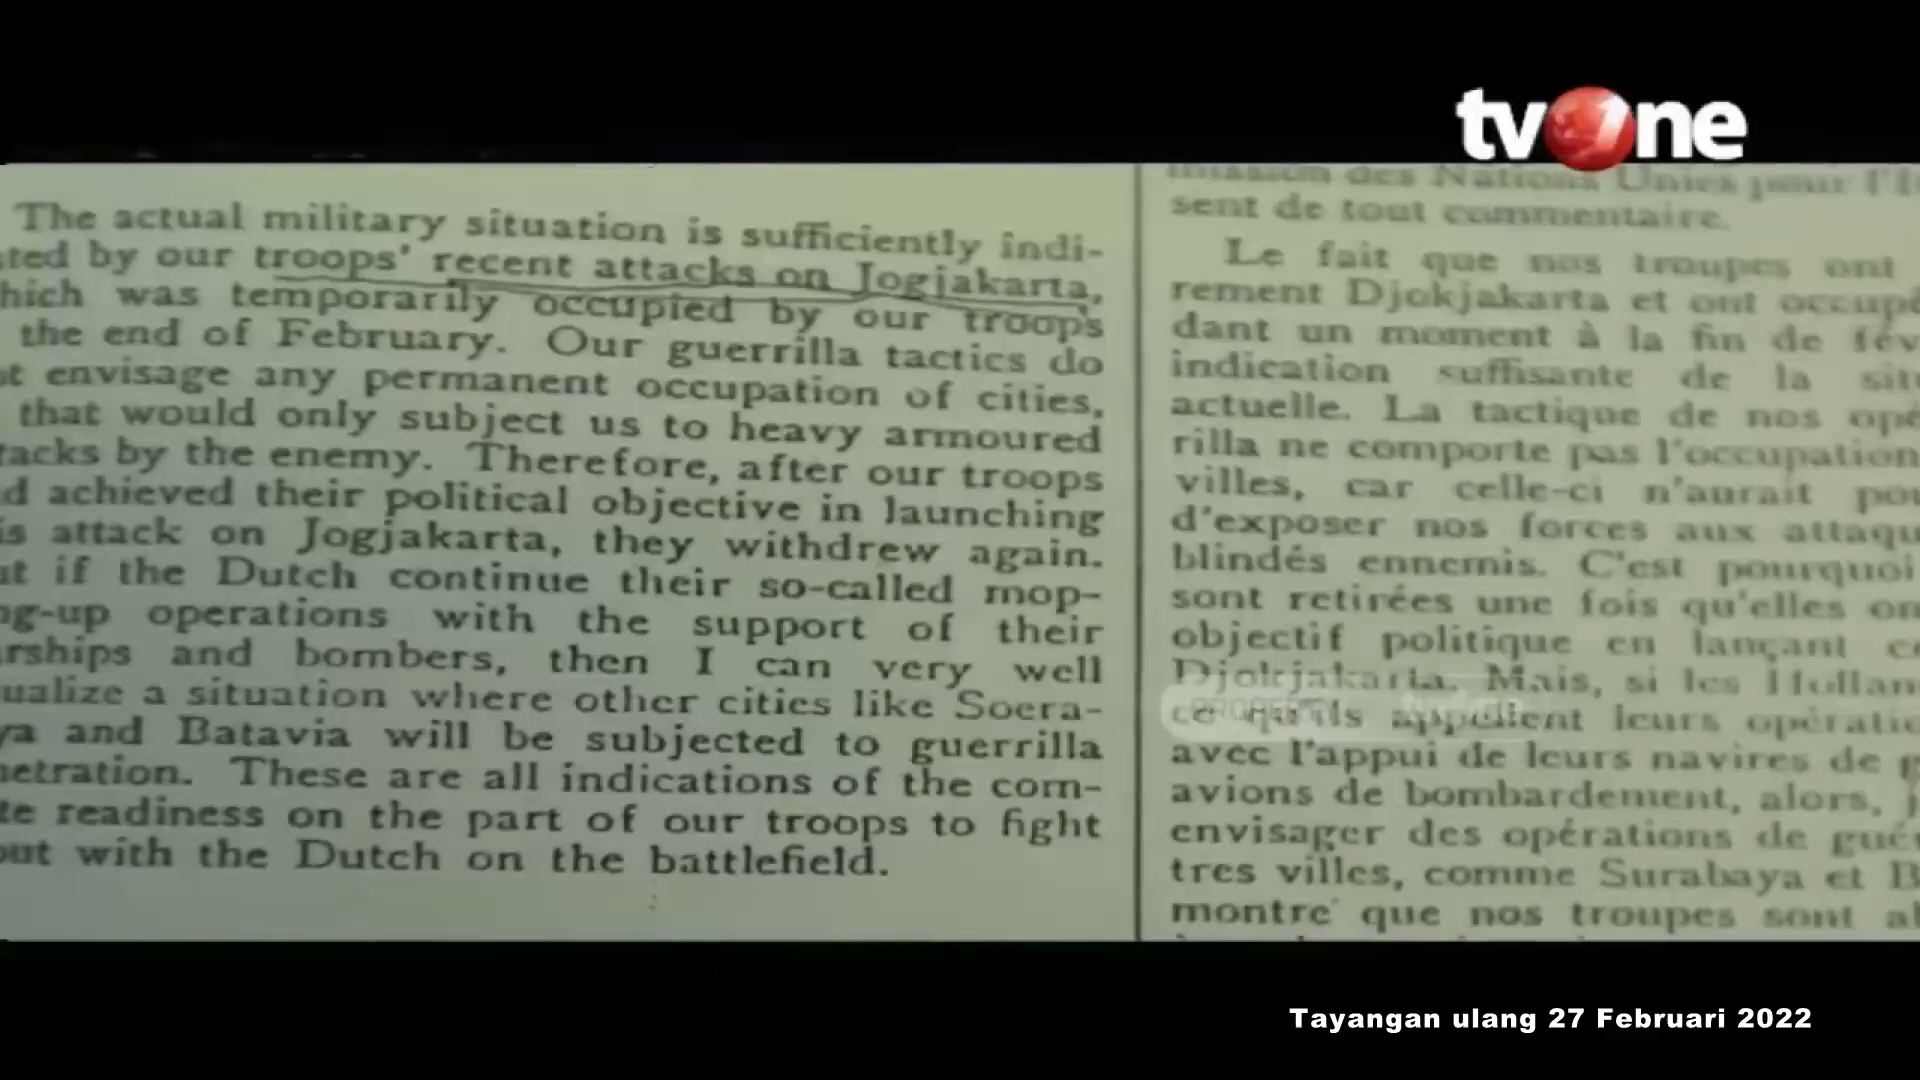 tvOne
The actual military situation is sufficiently indi-
ted by our troops' recent attacks on Jogjakarta,
hich was temporarily occupied by our troops
the end of February. Our guerrilla tactics do
t envisage any permanent occupation of cities,
that would only subject us to heavy armoured
tacks by the enemy. Therefore, after our troops
d achieved their political objective in launching
is attack on Jogjakarta, they withdrew again.
t if the Dutch continue their so-called mop-
ng-up operations with the support of their
rships and bombers, then I can very well
ualize a situation where other cities like Soera-
ya and Batavia will be subjected to guerrilla
netration. These are all indications of the com-
te readiness on the part of our troops to fight
out with the Dutch on the battlefield.
mission des Nations Unies pour l'I
sent de tout commentaire.
Le fait que nos troupes ont
rement Djokjakarta et ont occupé
dant un moment à la fin de fév
indication suffisante de la situ
actuelle. La tactique de nos opé
rilla ne comporte pas l'occupation
villes, car celle-ci n'aurait pou
d'exposer nos forces aux attaqu
blindés ennemis. C'est pourquoi
sont retirées une fois qu'elles on
objectif politique en lançant ce
Djokjakarta. Mais, si les Hollan
ce qu'ils appellent leurs opératio
avec l'appui de leurs navires de g
avions de bombardement, alors, j
envisager des opérations de guér
tres villes, comme Surabaya et B
montre que nos troupes sont al
Tayangan ulang 27 Februari 2022